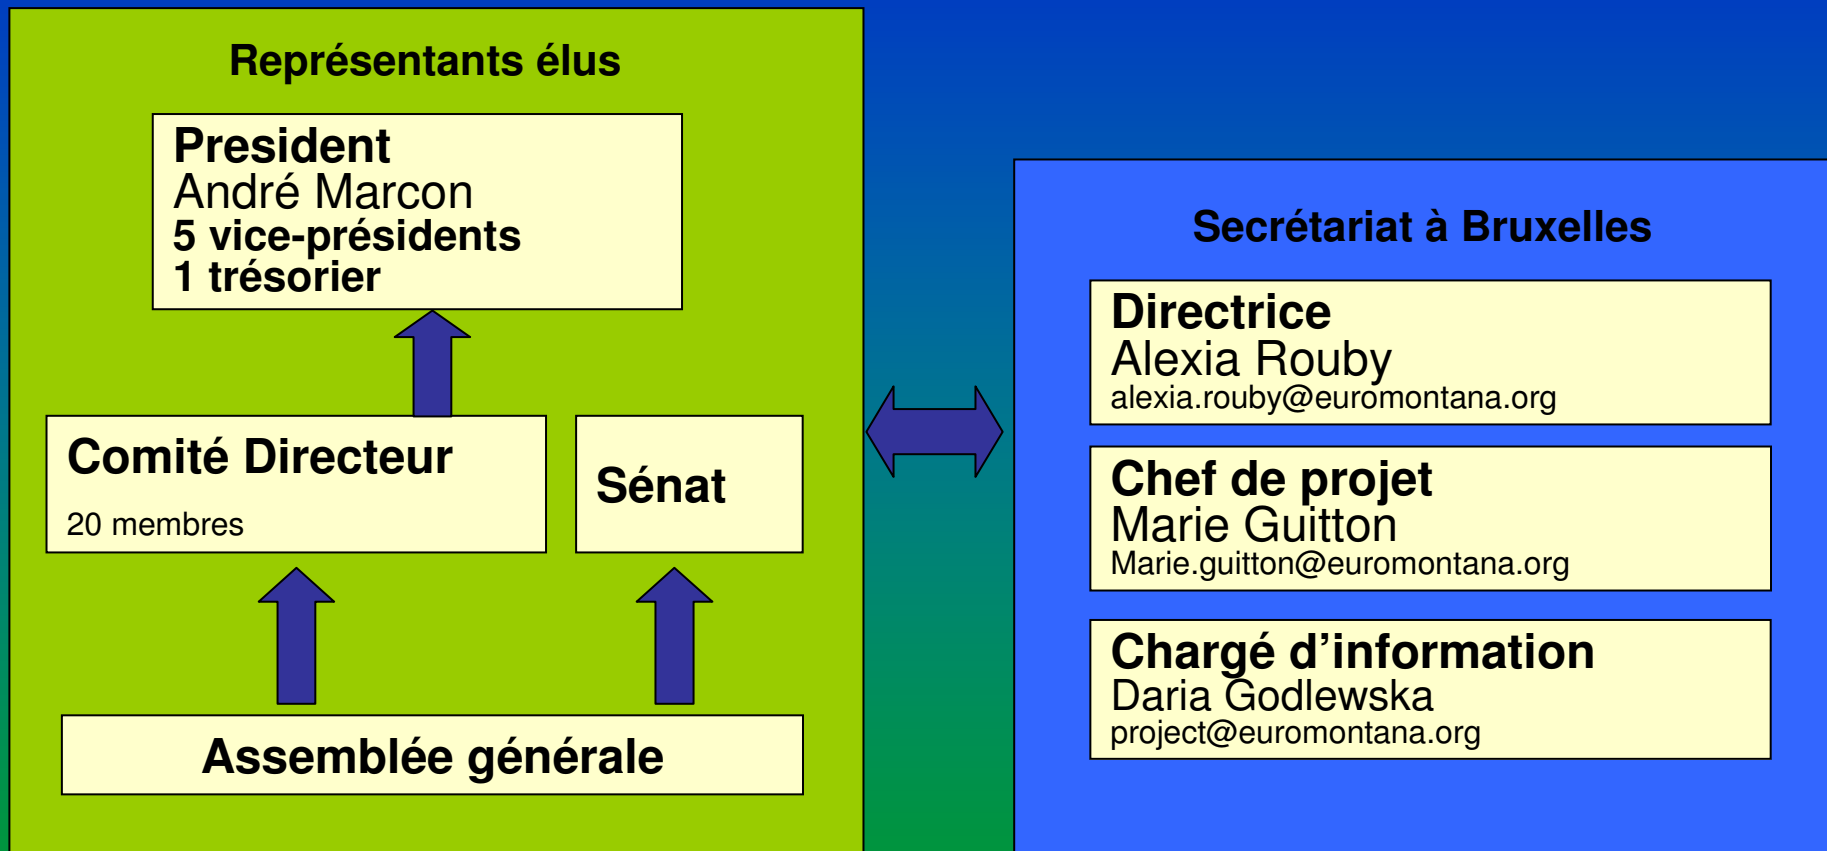 Représentants élus
President
André Marcon
5 vice-présidents
1 trésorier
Comité Directeur
20 membres
Sénat
Assemblée générale
Secrétariat à Bruxelles
Directrice
Alexia Rouby
alexia.rouby@euromontana.org
Chef de projet
Marie Guitton
Marie.guitton@euromontana.org
Chargé d’information
Daria Godlewska
project@euromontana.org